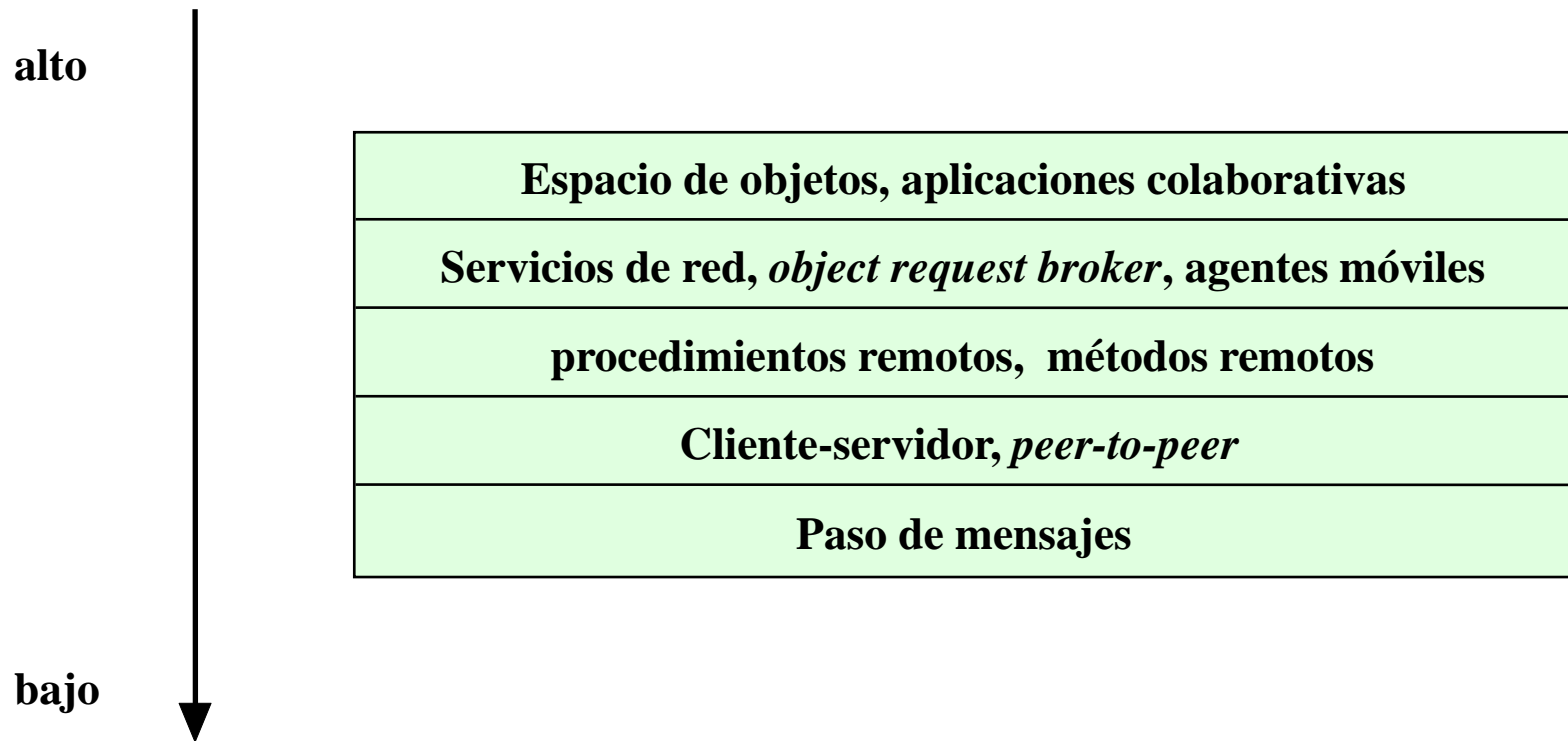 alto
Espacio de objetos, aplicaciones colaborativas
Servicios de red, object request broker, agentes móviles
procedimientos remotos, métodos remotos
Cliente-servidor, peer-to-peer
Paso de mensajes
bajo